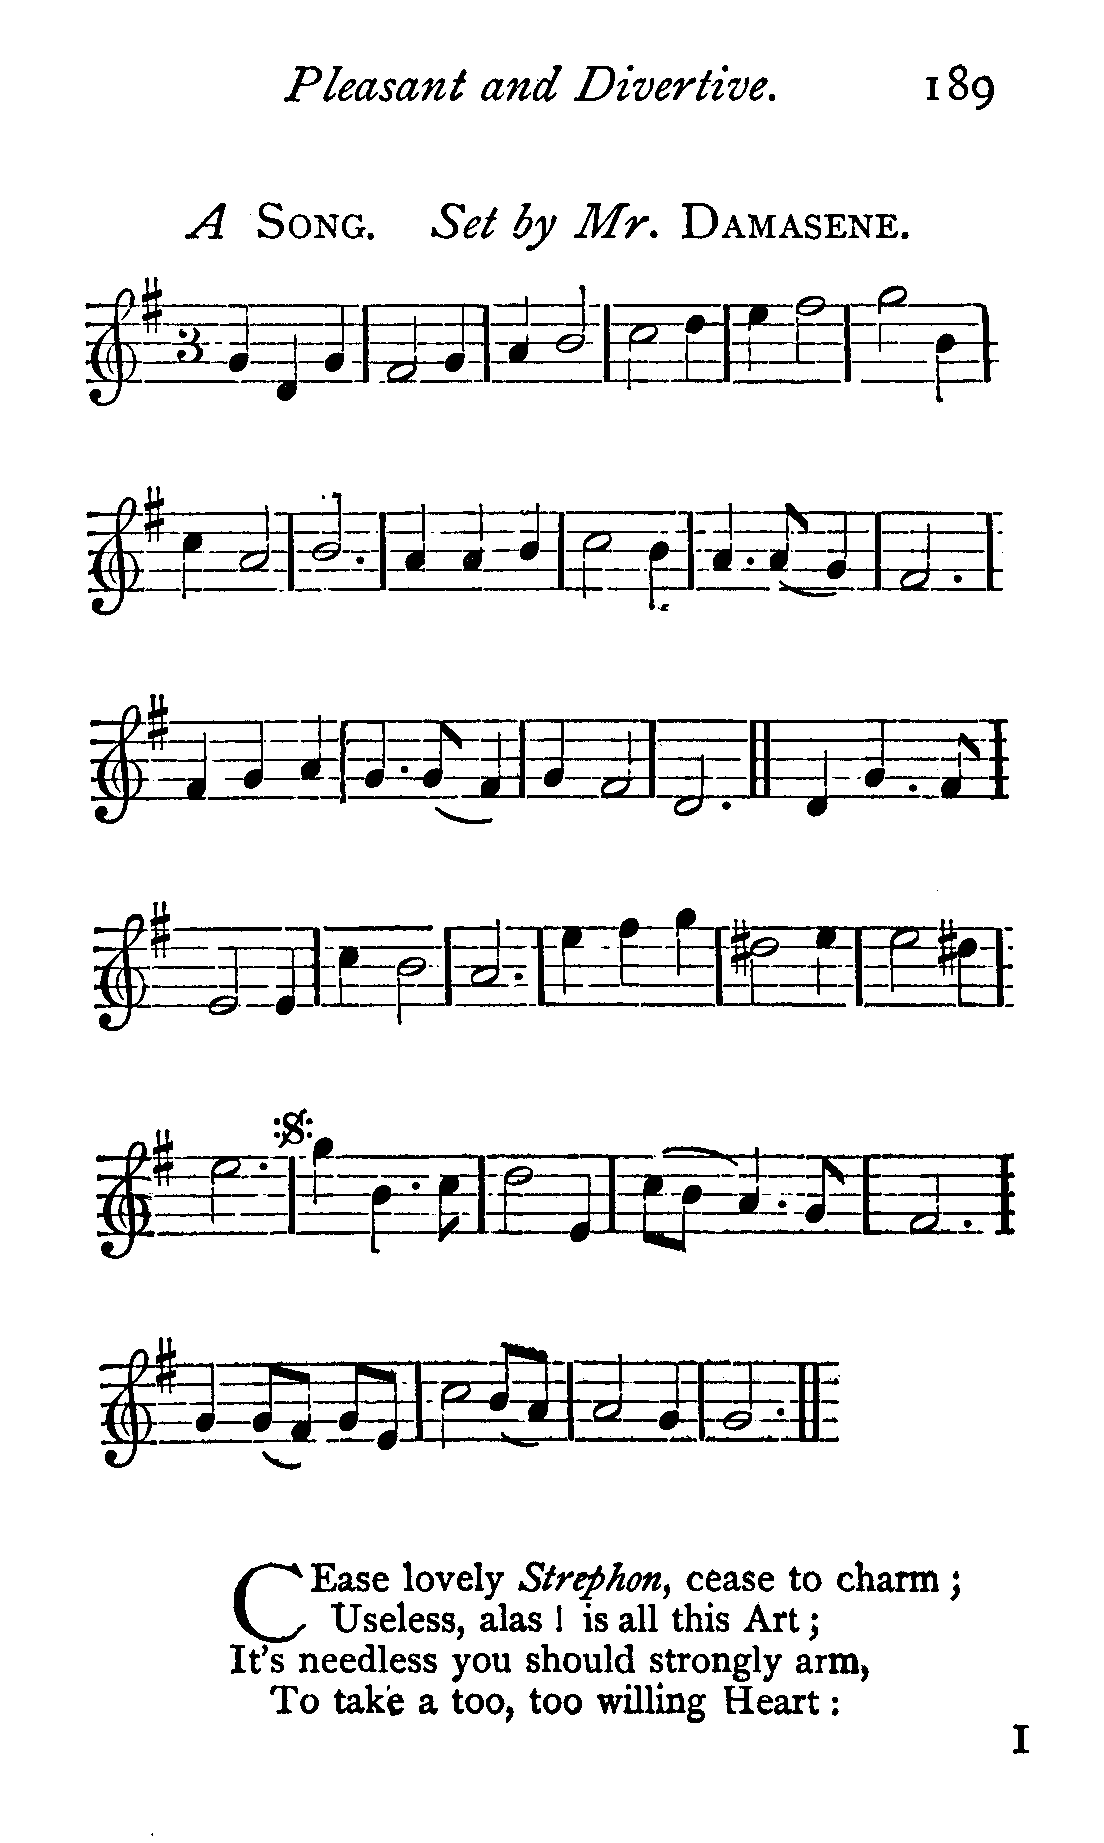 Pleasant and Divertive. 189
A SONG. Set by Mr. DAMASENE.
3
CEase lovely Strephon, cease to charm ;
Useless, alas ! is all this Art ;
It's needless you should strongly arm,
To take a too, too willing Heart :
I